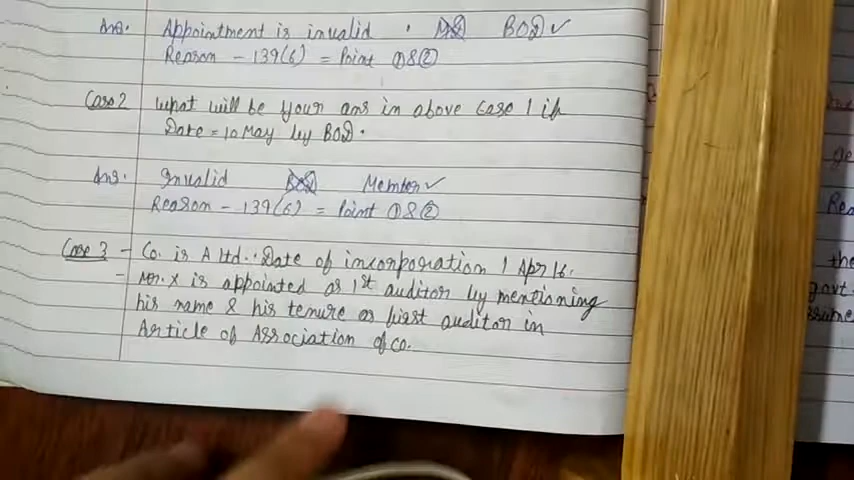 Ans. Appointment is invalid . BOD ✓
Reason - 139(6) = Point ①&②
Case 2 what will be your ans in above case 1 if
Date = 10 May by BOD.
Ans. Invalid Member ✓
Reason - 139(6) = Point ①&②
Case 3 - Co. is A Ltd. Date of incorporation 1 Apr 16.
- Mr. X is appointed as 1st auditor by mentioning
his name & his tenure as first auditor in
Article of Association of co.
the
govt.